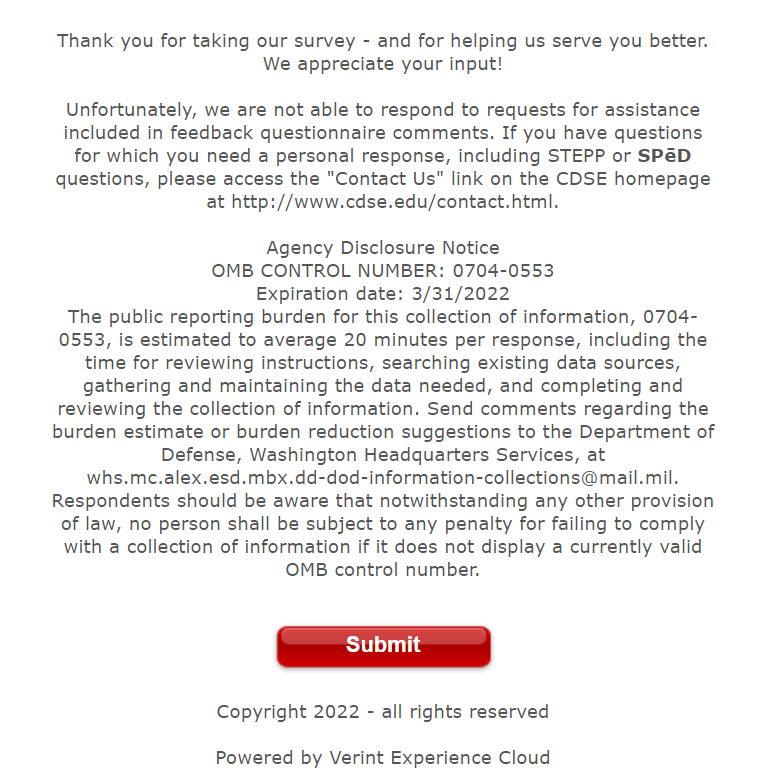 Thank you for taking our survey - and for helping us serve you better.
We appreciate your input!
Unfortunately, we are not able to respond to requests for assistance
included in feedback questionnaire comments. If you have questions
for which you need a personal response, including STEPP or SPēD
questions, please access the "Contact Us" link on the CDSE homepage
at http://www.cdse.edu/contact.html.
Agency Disclosure Notice
OMB CONTROL NUMBER: 0704-0553
Expiration date: 3/31/2022
The public reporting burden for this collection of information, 0704-
0553, is estimated to average 20 minutes per response, including the
time for reviewing instructions, searching existing data sources,
gathering and maintaining the data needed, and completing and
reviewing the collection of information. Send comments regarding the
burden estimate or burden reduction suggestions to the Department of
Defense, Washington Headquarters Services, at
whs.mc.alex.esd.mbx.dd-dod-information-collections@mail.mil.
Respondents should be aware that notwithstanding any other provision
of law, no person shall be subject to any penalty for failing to comply
with a collection of information if it does not display a currently valid
OMB control number.
Submit
Copyright 2022 - all rights reserved
Powered by Verint Experience Cloud